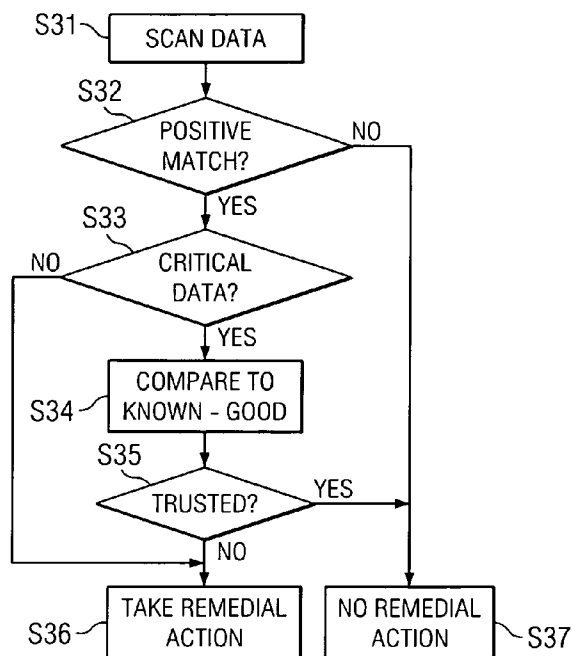 S31
SCAN DATA
S32
POSITIVE
MATCH?
NO
YES
S33
NO
CRITICAL
DATA?
YES
S34
COMPARE TO
KNOWN - GOOD
S35
TRUSTED?
YES
NO
S36
TAKE REMEDIAL
ACTION
NO REMEDIAL
ACTION
S37